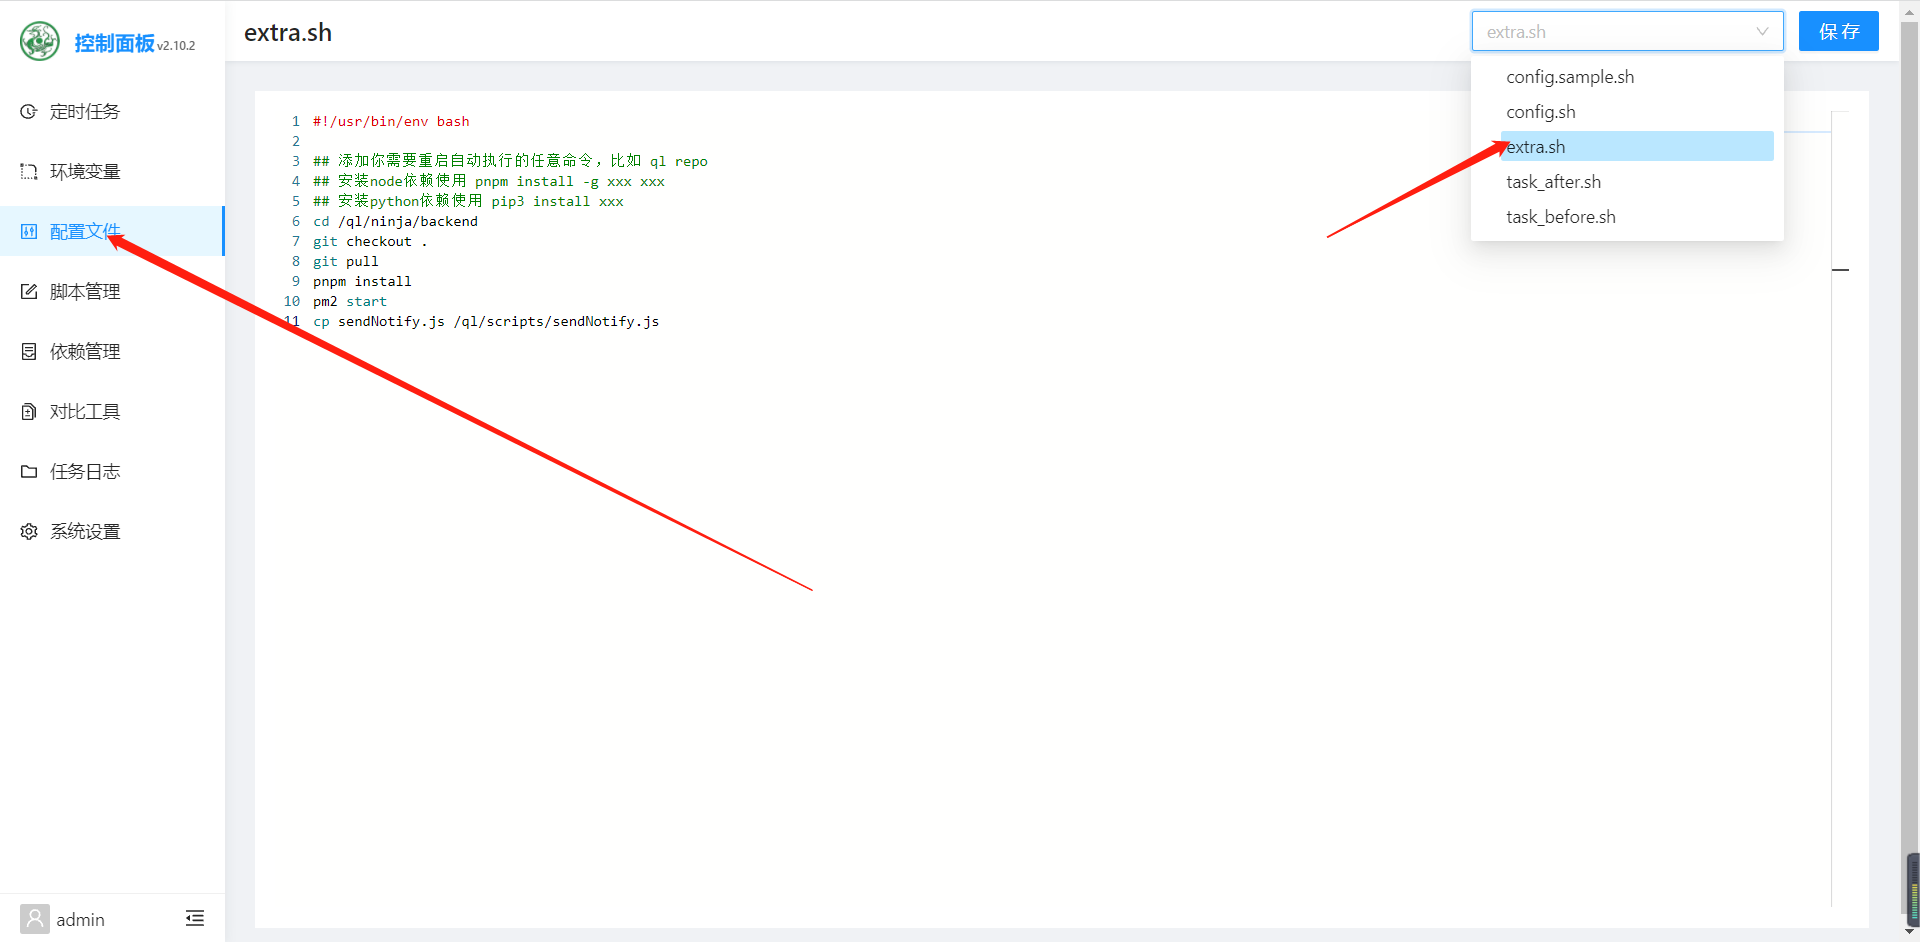 控制面板 v2.10.2
定时任务
环境变量
配置文件
脚本管理
依赖管理
对比工具
任务日志
系统设置
admin
extra.sh
extra.sh
保存
config.sample.sh
config.sh
extra.sh
task_after.sh
task_before.sh
1 #!/usr/bin/env bash
2
3 ## 添加你需要重启自动执行的任意命令，比如 ql repo
4 ## 安装node依赖使用 pnpm install -g xxx xxx
5 ## 安装python依赖使用 pip3 install xxx
6 cd /ql/ninja/backend
7 git checkout .
8 git pull
9 pnpm install
10 pm2 start
11 cp sendNotify.js /ql/scripts/sendNotify.js